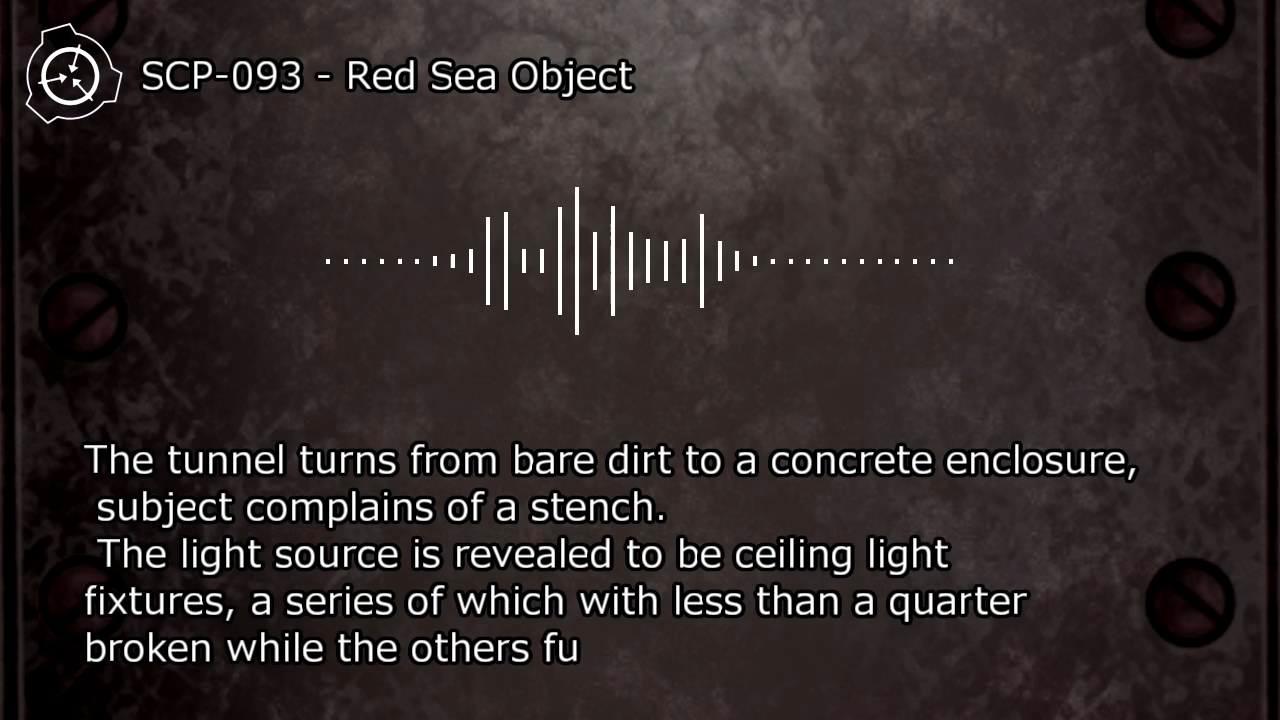 SCP-093 - Red Sea Object
The tunnel turns from bare dirt to a concrete enclosure,
subject complains of a stench.
The light source is revealed to be ceiling light
fixtures, a series of which with less than a quarter
broken while the others fu